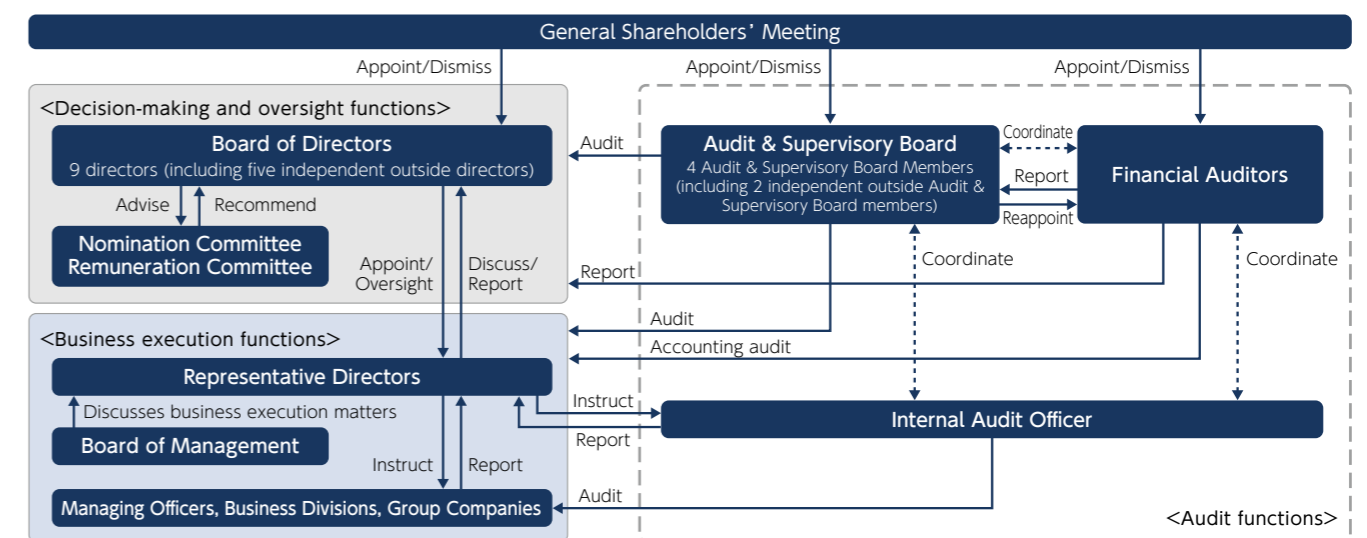 General Shareholders’ Meeting
Appoint/Dismiss
Appoint/Dismiss
Appoint/Dismiss
<Decision-making and oversight functions>
Board of Directors
9 directors (including five independent outside directors)
Advise
Recommend
Nomination Committee
Remuneration Committee
Appoint/
Oversight
Discuss/
Report
Audit
Audit & Supervisory Board
4 Audit & Supervisory Board Members
(including 2 independent outside Audit &
Supervisory Board members)
Coordinate
Report
Reappoint
Financial Auditors
Coordinate
Coordinate
Report
Audit
Accounting audit
<Business execution functions>
Representative Directors
Discusses business execution matters
Board of Management
Instruct
Report
Instruct
Report
Internal Audit Officer
Managing Officers, Business Divisions, Group Companies
Audit
<Audit functions>